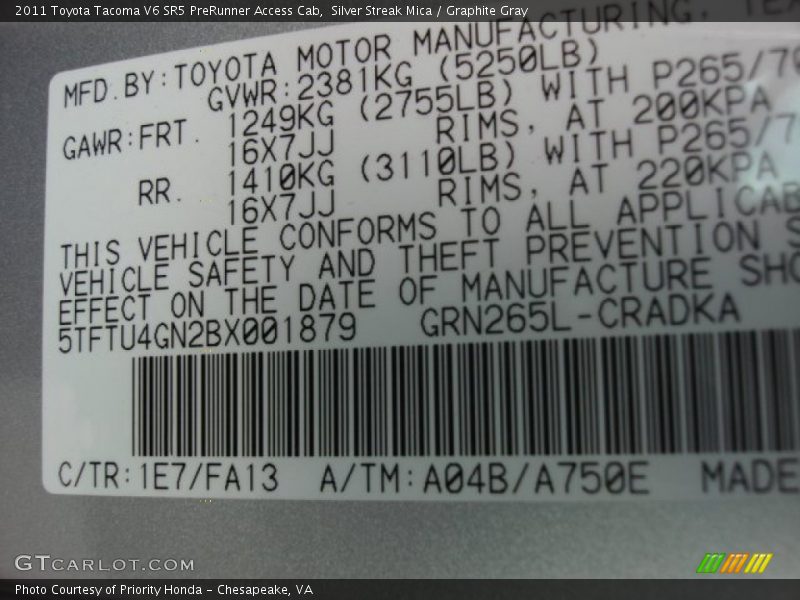 2011 Toyota Tacoma V6 SR5 PreRunner Access Cab, Silver Streak Mica / Graphite Gray
MFD.BY:TOYOTA MOTOR MANUFACTURING,
GVWR:2381KG (5250LB)
GAWR:FRT. 1249KG (2755LB) WITH P265/70
16X7JJ RIMS, AT 200KPA
RR. 1410KG (3110LB) WITH P265/7
16X7JJ RIMS, AT 220KPA
THIS VEHICLE CONFORMS TO ALL APPLICAB
VEHICLE SAFETY AND THEFT PREVENTION S
EFFECT ON THE DATE OF MANUFACTURE SHO
5TFTU4GN2BX001879 GRN265L-CRADKA
C/TR:1E7/FA13 A/TM:A04B/A750E MADE
GTCARLOT.COM
Photo Courtesy of Priority Honda - Chesapeake, VA